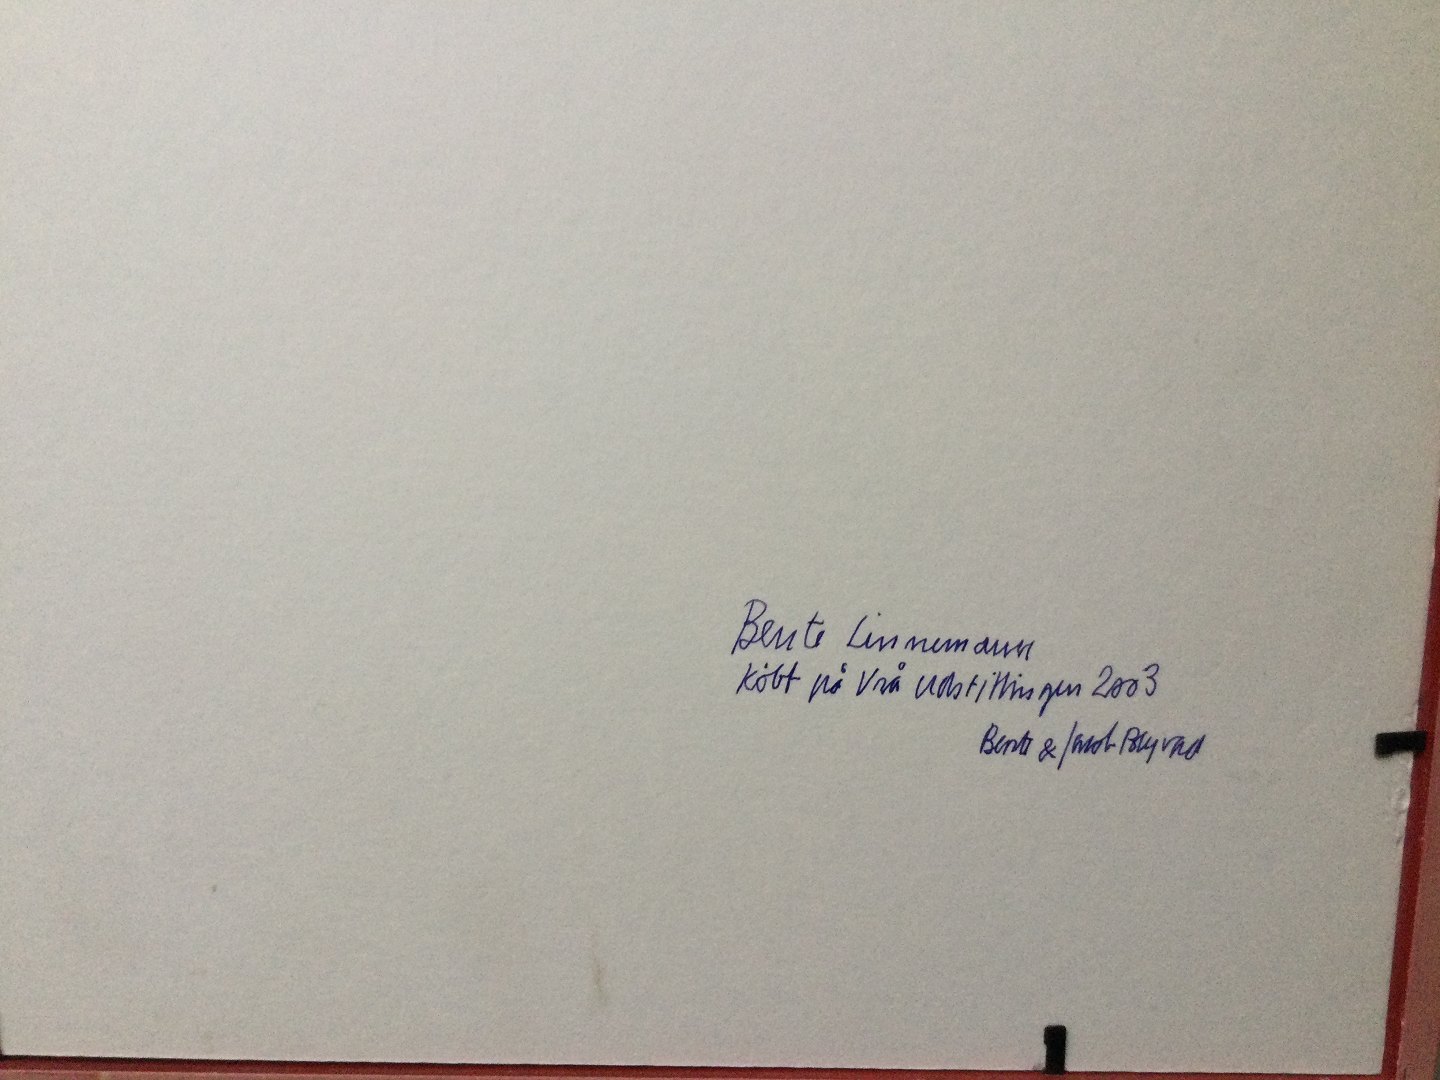 Bente Linnemann
Købt på Vrå Udstillingen 2003
Bente & Jacob